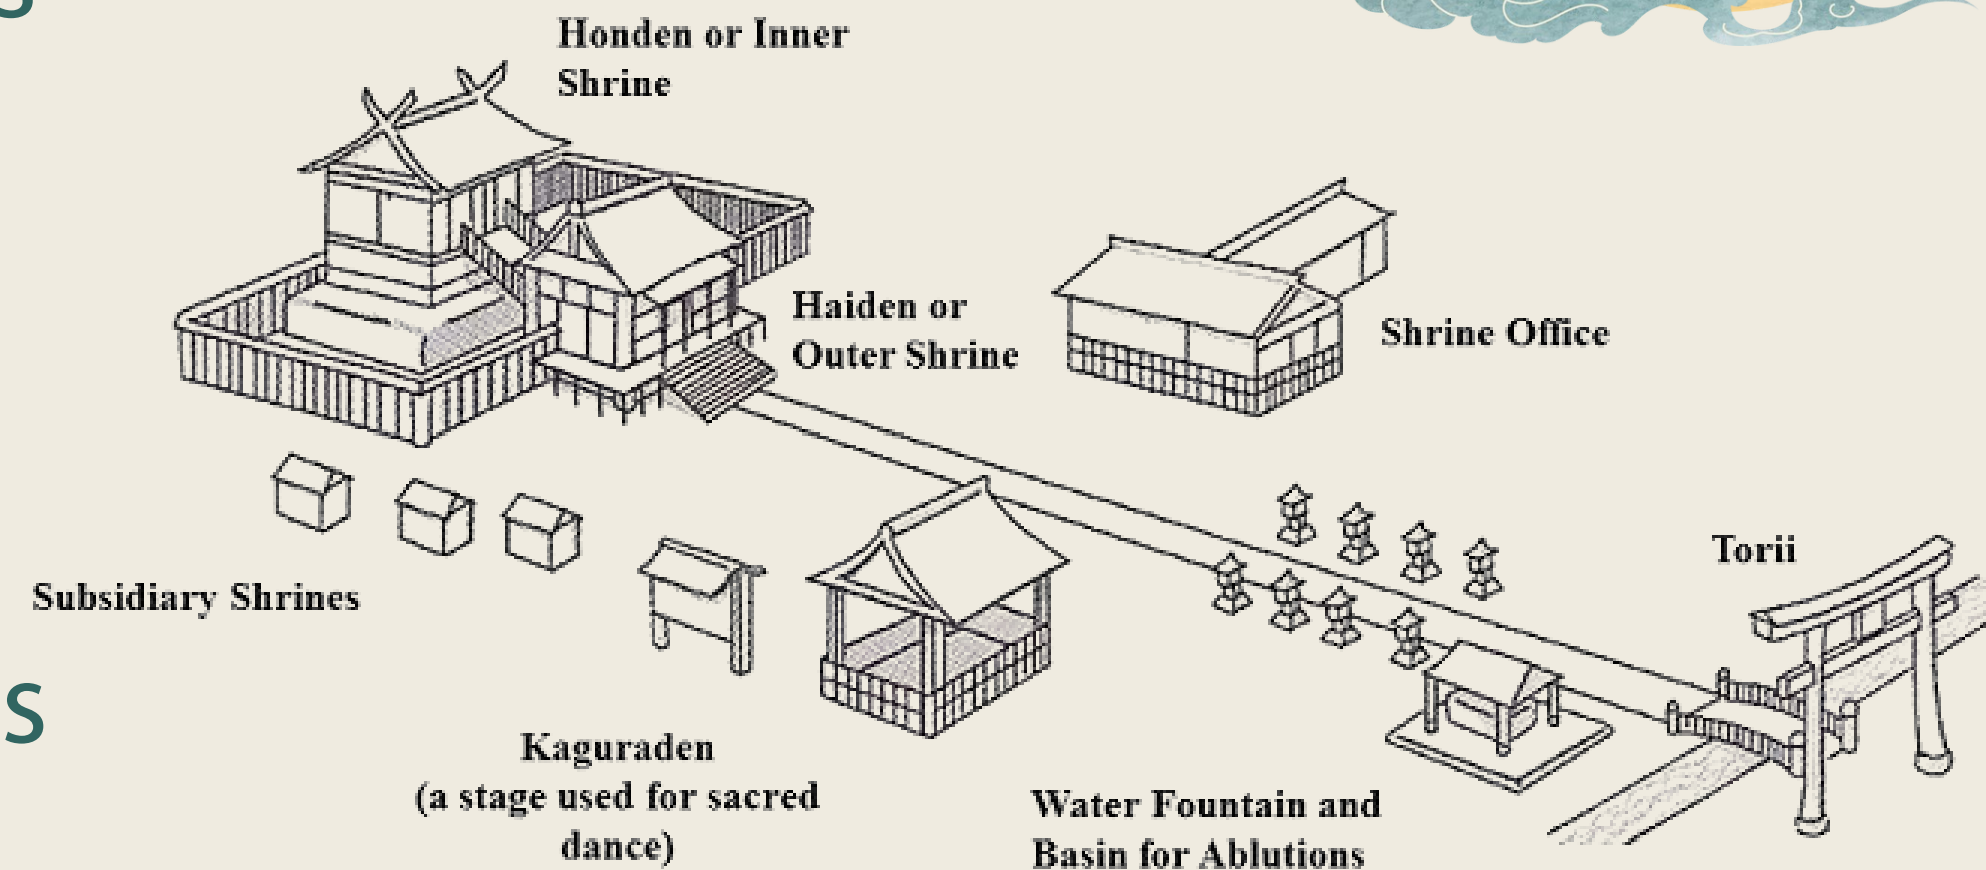 S
Honden or Inner
Shrine
Haiden or
Outer Shrine
Shrine Office
Torii
Subsidiary Shrines
S
Kaguraden
(a stage used for sacred
dance)
Water Fountain and
Basin for Ablutions